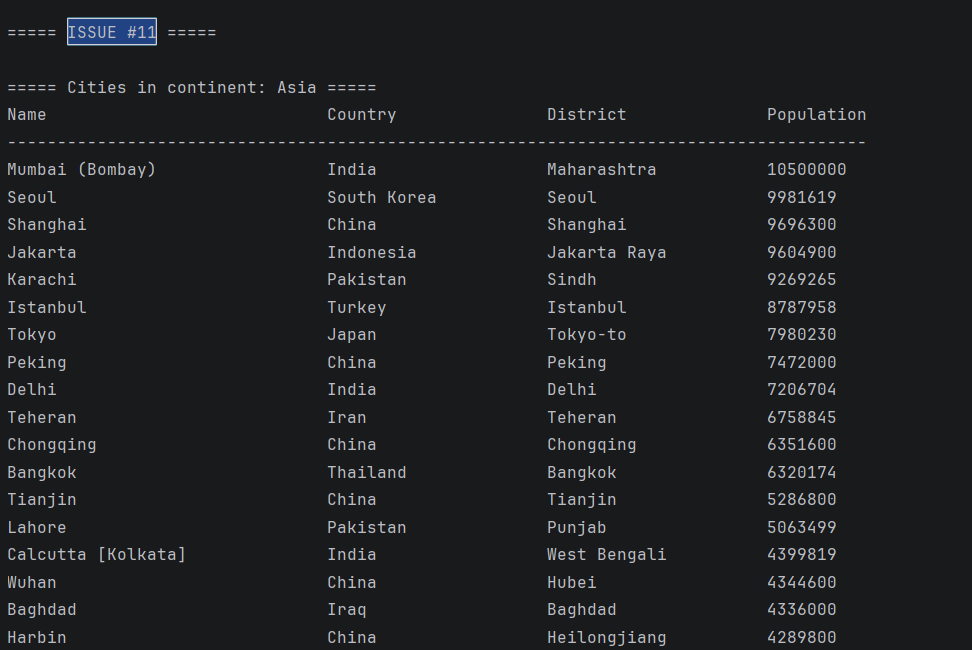 ===== ISSUE #11 =====
===== Cities in continent: Asia =====
Name Country District Population
--------------------------------------------------------------------------------------
Mumbai (Bombay) India Maharashtra 10500000
Seoul South Korea Seoul 9981619
Shanghai China Shanghai 9696300
Jakarta Indonesia Jakarta Raya 9604900
Karachi Pakistan Sindh 9269265
Istanbul Turkey Istanbul 8787958
Tokyo Japan Tokyo-to 7980230
Peking China Peking 7472000
Delhi India Delhi 7206704
Teheran Iran Teheran 6758845
Chongqing China Chongqing 6351600
Bangkok Thailand Bangkok 6320174
Tianjin China Tianjin 5286800
Lahore Pakistan Punjab 5063499
Calcutta [Kolkata] India West Bengali 4399819
Wuhan China Hubei 4344600
Baghdad Iraq Baghdad 4336000
Harbin China Heilongjiang 4289800